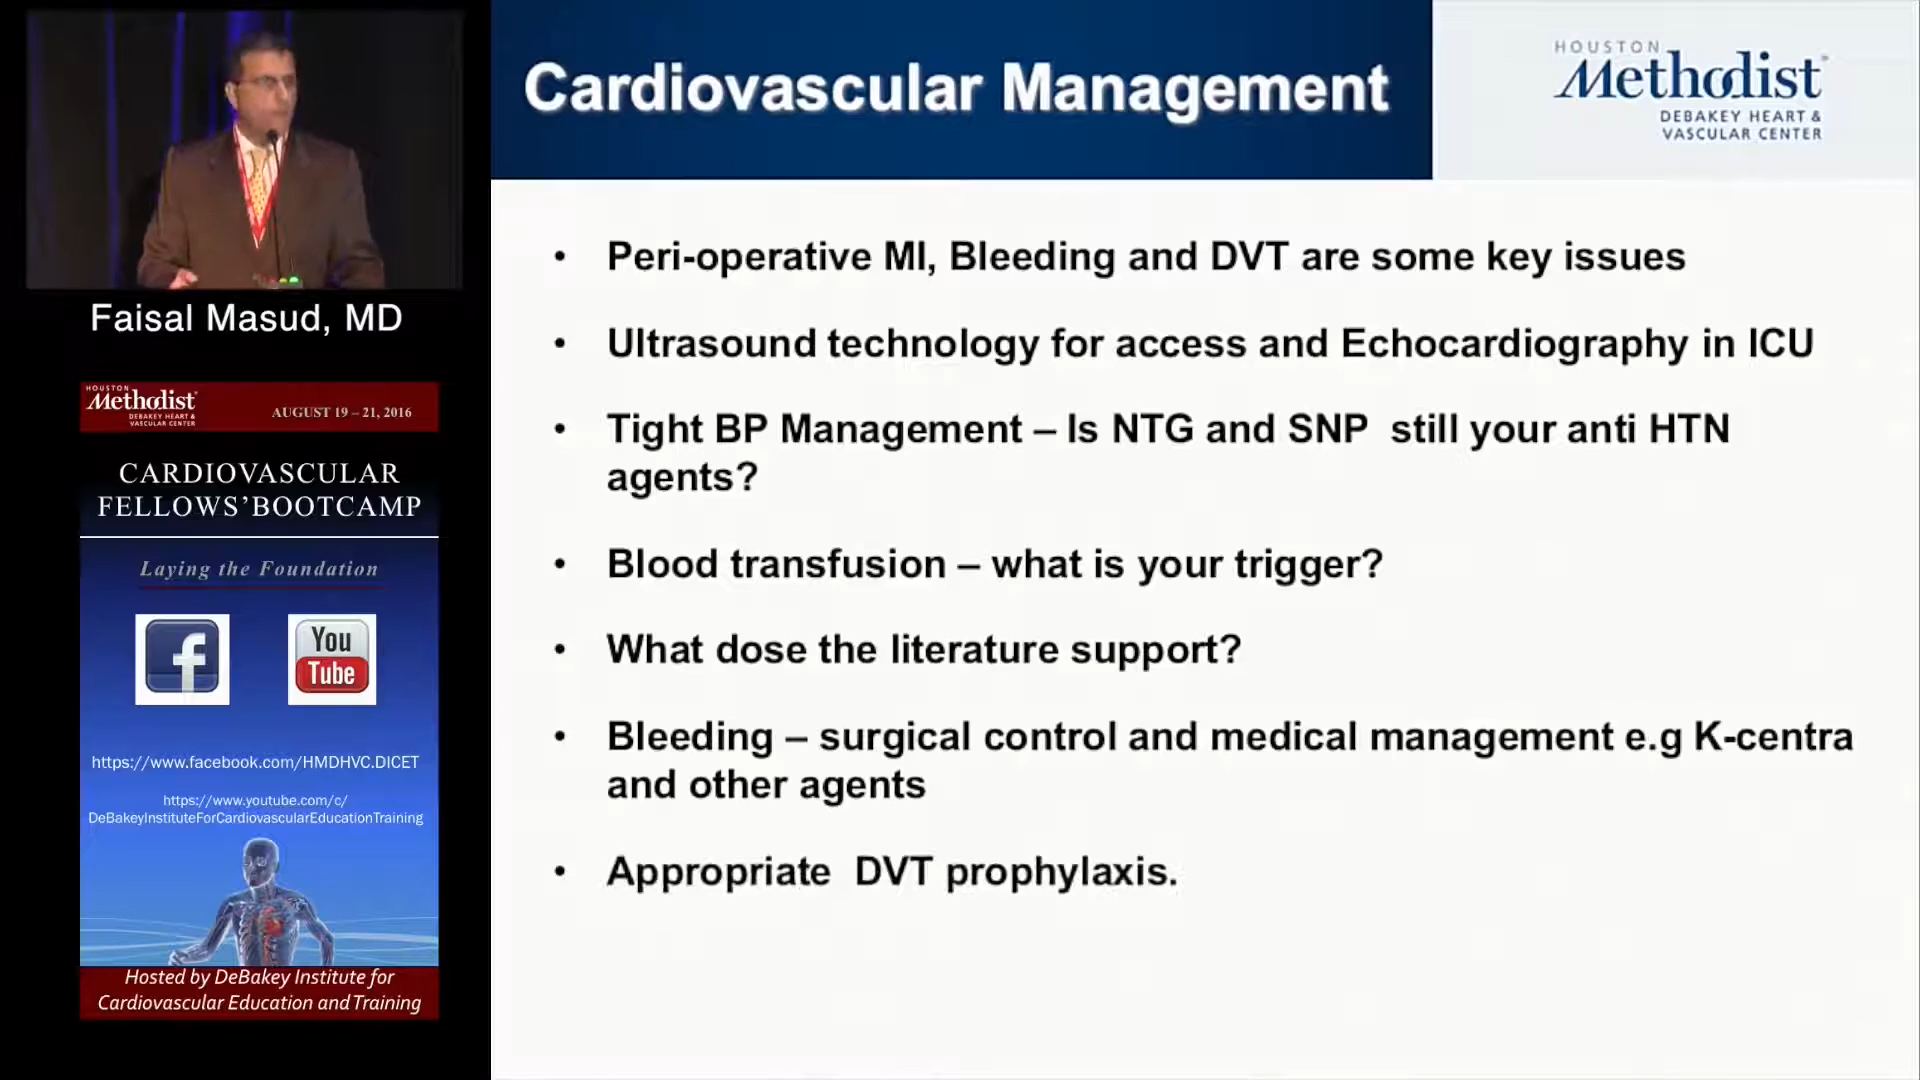 Cardiovascular Management
HOUSTON
Methodist
DEBAKEY HEART &
VASCULAR CENTER
• Peri-operative MI, Bleeding and DVT are some key issues
• Ultrasound technology for access and Echocardiography in ICU
• Tight BP Management – Is NTG and SNP still your anti HTN
agents?
• Blood transfusion – what is your trigger?
• What dose the literature support?
• Bleeding – surgical control and medical management e.g K-centra
and other agents
• Appropriate DVT prophylaxis.
Faisal Masud, MD
HOUSTON
Methodist
DEBAKEY HEART &
VASCULAR CENTER
AUGUST 19 – 21, 2016
CARDIOVASCULAR
FELLOWS’BOOTCAMP
Laying the Foundation
f
You
Tube
https://www.facebook.com/HMDHVC.DICET
https://www.youtube.com/c/
DeBakeyInstituteForCardiovascularEducationTraining
Hosted by DeBakey Institute for
Cardiovascular Education and Training